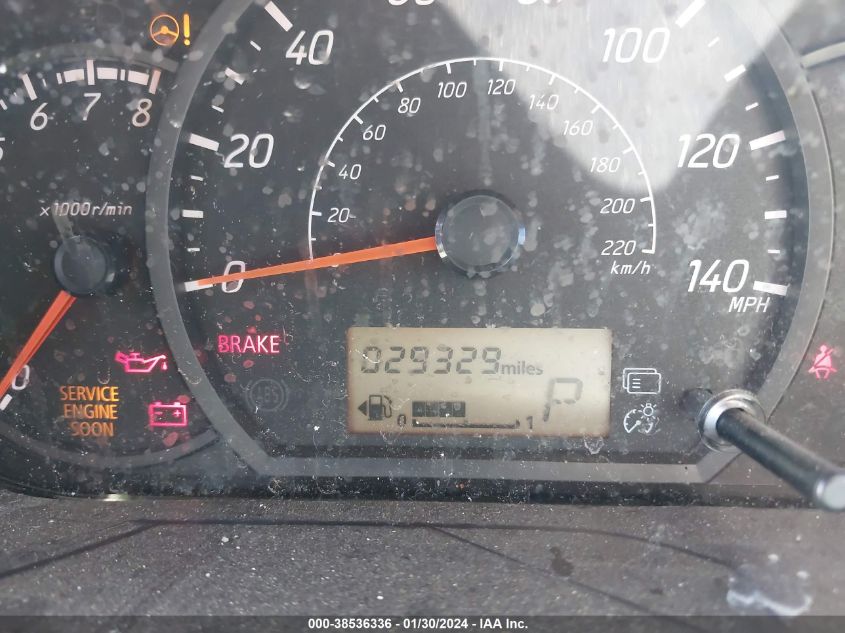 40
100
6 7 8
80 100 120 140
60 160
20 40 180 120
x1000r/min
20 200
220
km/h
0 140
MPH
BRAKE
029329 miles
0
SERVICE
ENGINE
SOON
ABS
P
0 1
000-38536336 - 01/30/2024 - IAA Inc.